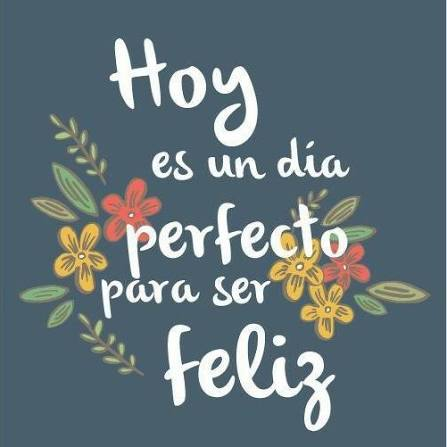 Hoy
es un día
perfecto
para ser
feliz